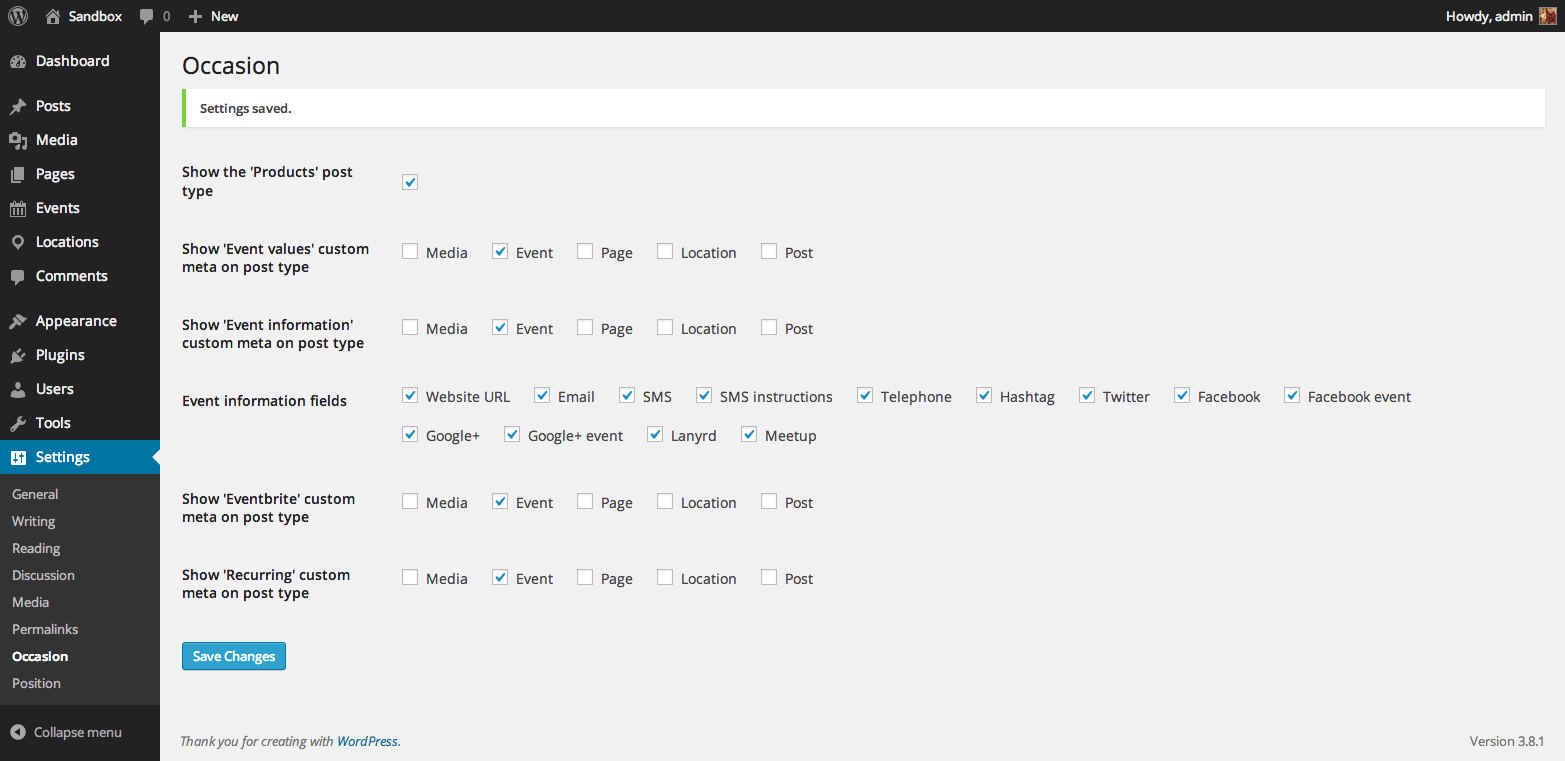 Sandbox 0 New Howdy, admin
Dashboard
Posts
Media
Pages
Events
Locations
Comments
Appearance
Plugins
Users
Tools
Settings
General
Writing
Reading
Discussion
Media
Permalinks
Occasion
Position
Collapse menu
Occasion
Settings saved.
Show the 'Products' post
type
Show 'Event values' custom
meta on post type
Media Event Page Location Post
Show 'Event information'
custom meta on post type
Media Event Page Location Post
Event information fields
Website URL Email SMS SMS instructions Telephone Hashtag Twitter Facebook Facebook event
Google+ Google+ event Lanyrd Meetup
Show 'Eventbrite' custom
meta on post type
Media Event Page Location Post
Show 'Recurring' custom
meta on post type
Media Event Page Location Post
Save Changes
Thank you for creating with WordPress.
Version 3.8.1